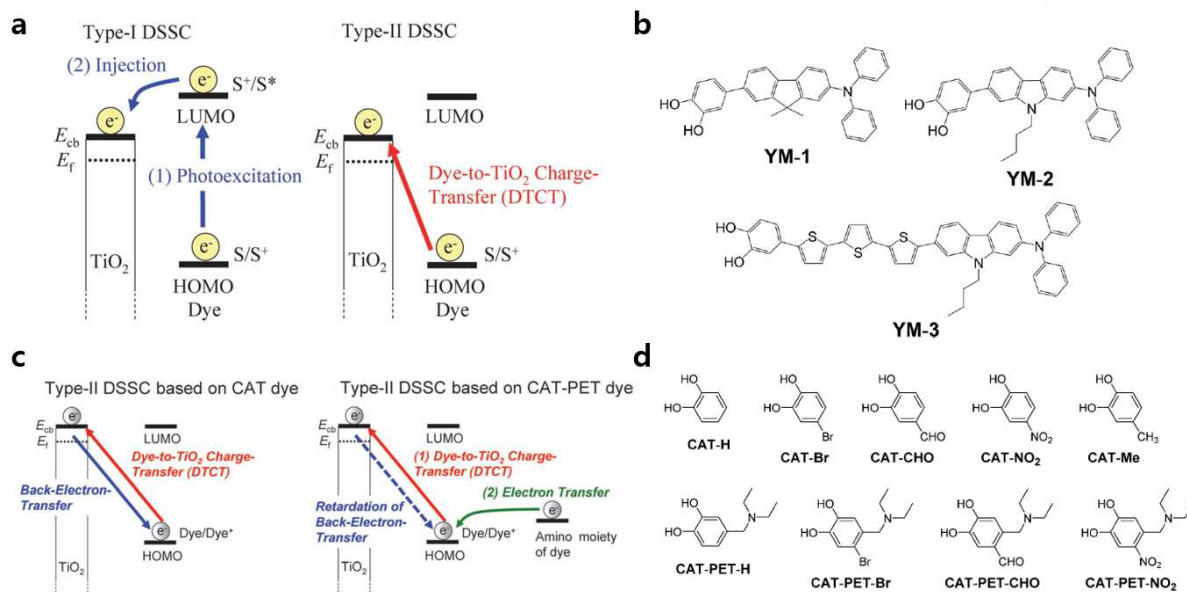 a
Type-I DSSC
(2) Injection
e-
S+/S*
LUMO
e-
Ecb
Ef
(1) Photoexcitation
e-
S/S+
TiO2
HOMO
Dye
Type-II DSSC
LUMO
e-
Ecb
Ef
Dye-to-TiO2 Charge-
Transfer (DTCT)
e-
S/S+
TiO2
HOMO
Dye
b
HO
HO
N
YM-1
HO
HO
N
N
YM-2
HO
HO
S
S
S
N
N
YM-3
c
Type-II DSSC based on CAT dye
e-
Ecb
Ef
LUMO
Dye-to-TiO2 Charge-
Transfer (DTCT)
Back-Electron-
Transfer
e-
Dye/Dye+
HOMO
TiO2
Type-II DSSC based on CAT-PET dye
e-
Ecb
Ef
LUMO
(1) Dye-to-TiO2 Charge-
Transfer (DTCT)
(2) Electron Transfer
Retardation of
Back-Electron-
Transfer
e-
Dye/Dye+
HOMO
e-
Amino moiety
of dye
TiO2
d
HO
HO
CAT-H
HO
HO
Br
CAT-Br
HO
HO
CHO
CAT-CHO
HO
HO
NO2
CAT-NO2
HO
HO
CH3
CAT-Me
HO
HO
N
CAT-PET-H
HO
HO
N
Br
CAT-PET-Br
HO
HO
N
CHO
CAT-PET-CHO
HO
HO
N
NO2
CAT-PET-NO2